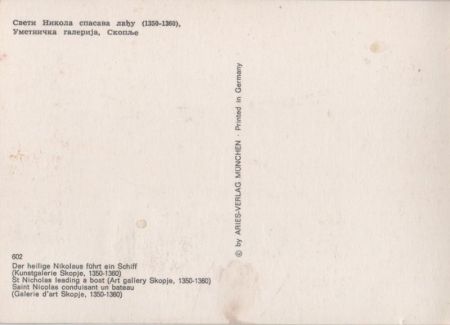 Свети Никола спасава лађу (1350-1360),
Уметничка галерија, Скопље
© by ARIES-VERLAG MÜNCHEN · Printed in Germany
602
Der heilige Nikolaus führt ein Schiff
(Kunstgalerie Skopje, 1350-1360)
St Nicholas leading a boat (Art gallery Skopje, 1350-1360)
Saint Nicolas conduisant un bateau
(Galerie d'art Skopje, 1350-1360)